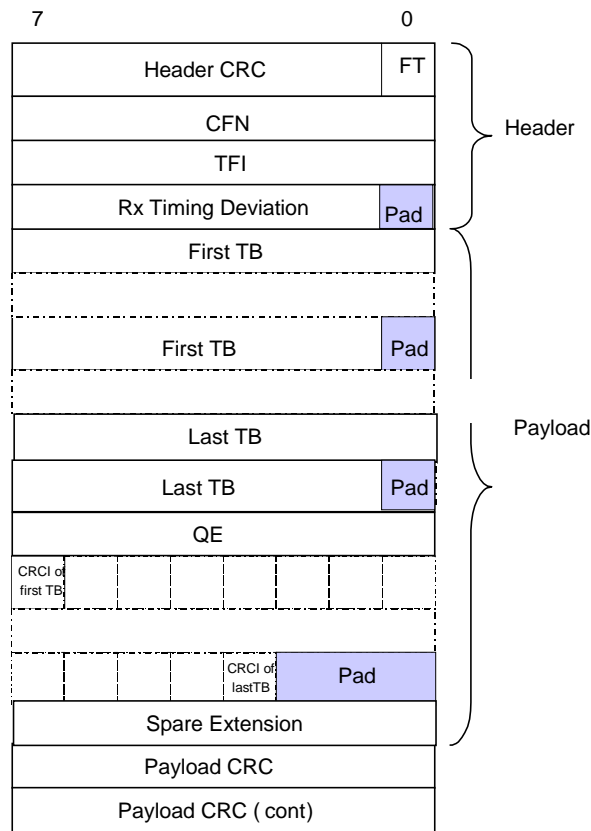 7 0
Header CRC FT
CFN
Header
TFI
Rx Timing Deviation Pad
First TB
First TB Pad
Last TB
Payload
Last TB Pad
QE
CRCI of
first TB
CRCI of
lastTB
Pad
Spare Extension
Payload CRC
Payload CRC ( cont)